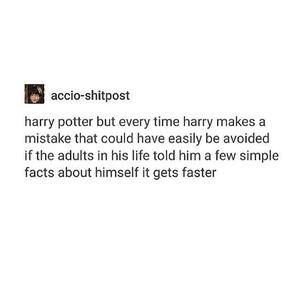 accio-shitpost
harry potter but every time harry makes a
mistake that could have easily be avoided
if the adults in his life told him a few simple
facts about himself it gets faster